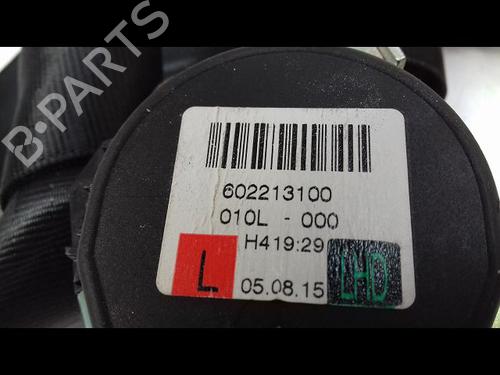 B-PARTS
602213100
010L - 000
H419:29
L
05.08.15
LHD